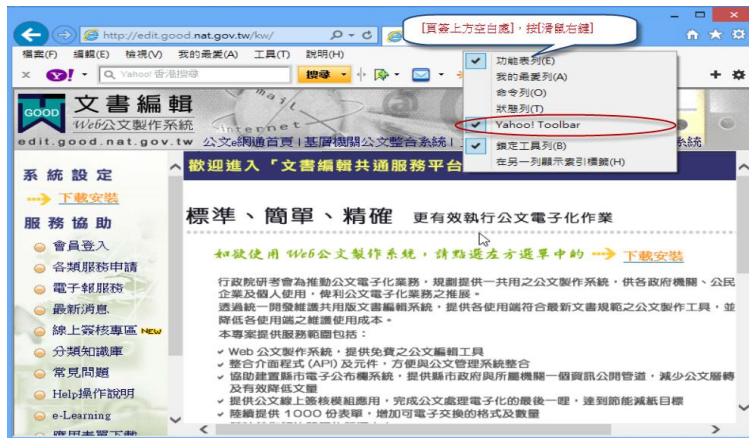 [頁簽上方空白處], 按[滑鼠右鍵]
http://edit.good.nat.gov.tw/kw/
檔案(F) 編輯(E) 檢視(V) 我的最愛(A) 工具(T) 說明(H)
Yahoo! 香港搜尋 搜尋
功能表列(E)
我的最愛列(A)
命令列(O)
狀態列(T)
Yahoo! Toolbar
鎖定工具列(B)
在另一列顯示索引標籤(H)
GOOD 文書編輯
Web公文製作系統
mail
internet
edit.good.nat.gov.tw 公文e網通首頁 | 基層機關公文整合系統 |
系統
歡迎進入「文書編輯共通服務平台
系統設定
下載安裝
服務協助
會員登入
各類服務申請
電子報服務
最新消息
線上簽核專區 NEW
分類知識庫
常見問題
Help操作說明
e-Learning
應用表單下載
標準、簡單、精確 更有效執行公文電子化作業
如欲使用 Web公文製作系統,請點選左方選單中的 下載安裝
行政院研考會為推動公文電子化業務,規劃提供一共用之公文製作系統,供各政府機關、公民
企業及個人使用,俾利公文電子化業務之推展。
透過統一開發維護共用版文書編輯系統,提供各使用端符合最新文書規範之公文製作工具,並
降低各使用端之維護使用成本。
本專案提供服務範圍包括:
Web 公文製作系統,提供免費之公文編輯工具
整合介面程式 (API) 及元件,方便與公文管理系統整合
協助建置縣市電子公布欄系統,提供縣市政府與所屬機關一個資訊公開管道,減少公文層轉
及有效降低文量
提供公文線上簽核模組應用,完成公文處理電子化的最後一哩,達到節能減紙目標
陸續提供 1000 份表單,增加可電子交換的格式及數量